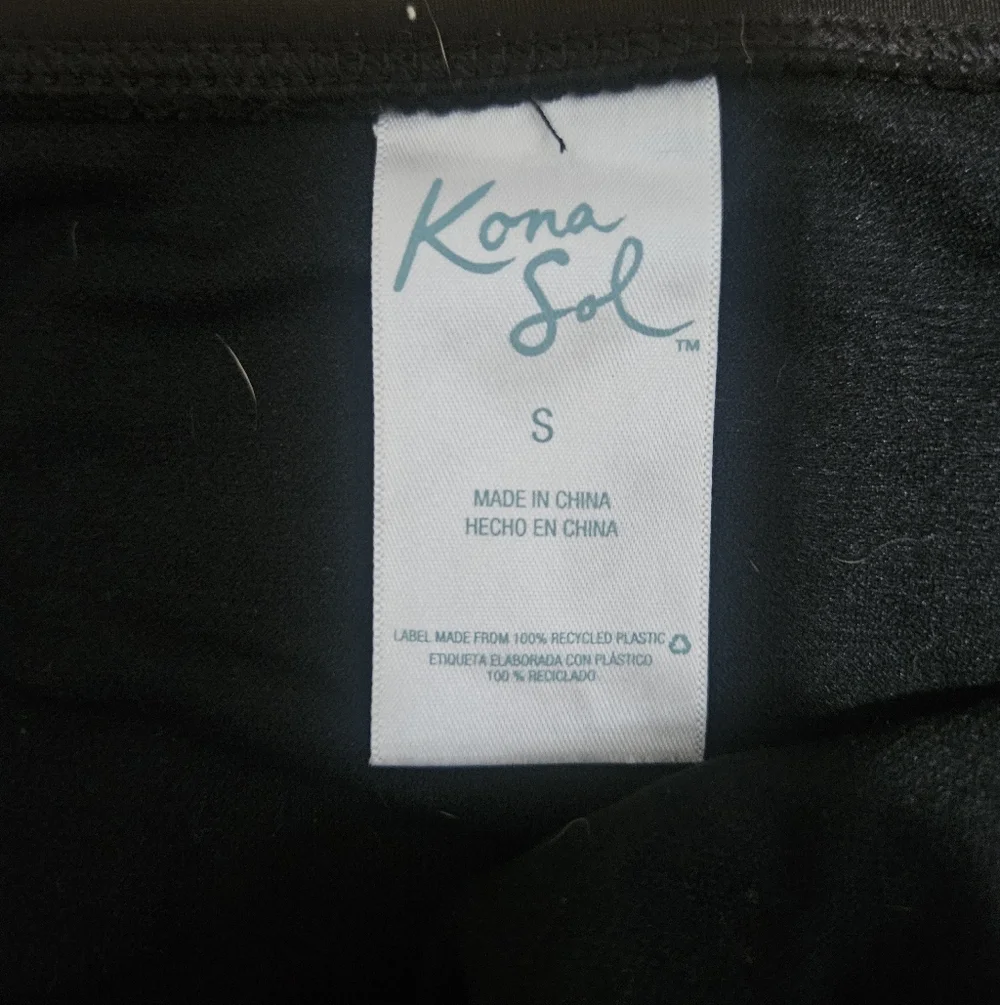 Kona
Sol
TM
S
MADE IN CHINA
HECHO EN CHINA
LABEL MADE FROM 100% RECYCLED PLASTIC
ETIQUETA ELABORADA CON PLÁSTICO
100 % RECICLADO